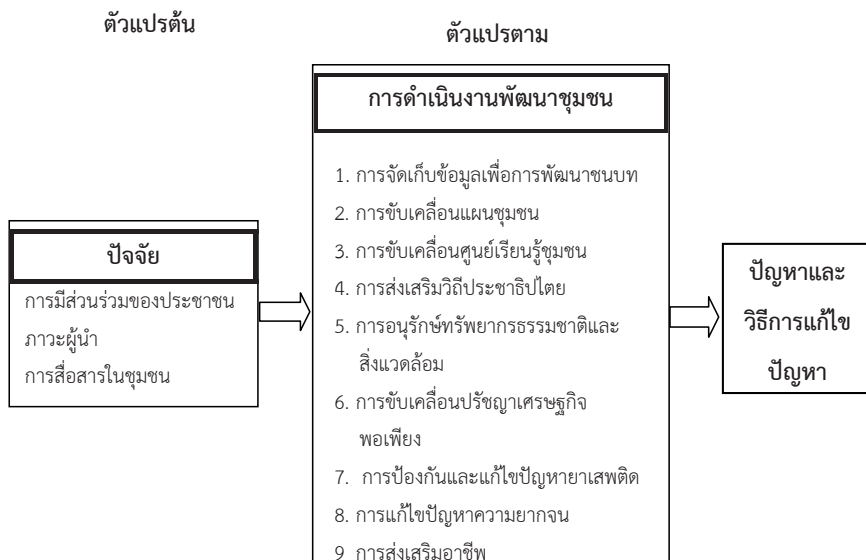 ตัวแปรต้น
ตัวแปรตาม
ปัจจัย
การมีส่วนร่วมของประชาชน
ภาวะผู้นำ
การสื่อสารในชุมชน
การดำเนินงานพัฒนาชุมชน
1. การจัดเก็บข้อมูลเพื่อการพัฒนาชนบท
2. การขับเคลื่อนแผนชุมชน
3. การขับเคลื่อนศูนย์เรียนรู้ชุมชน
4. การส่งเสริมวิถีประชาธิปไตย
5. การอนุรักษ์ทรัพยากรธรรมชาติและ
สิ่งแวดล้อม
6. การขับเคลื่อนปรัชญาเศรษฐกิจ
พอเพียง
7. การป้องกันและแก้ไขปัญหายาเสพติด
8. การแก้ไขปัญหาความยากจน
9 การส่งเสริมอาชีพ
ปัญหาและ
วิธีการแก้ไข
ปัญหา